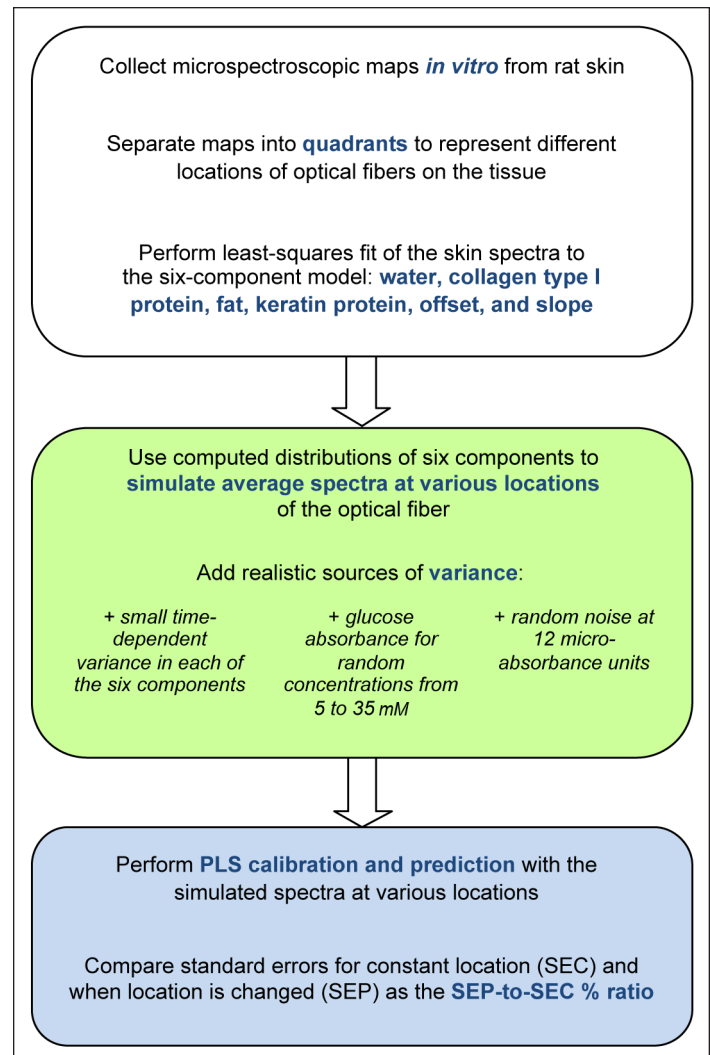 Collect microspectroscopic maps in vitro from rat skin
Separate maps into quadrants to represent different
locations of optical fibers on the tissue
Perform least-squares fit of the skin spectra to
the six-component model: water, collagen type I
protein, fat, keratin protein, offset, and slope
Use computed distributions of six components to
simulate average spectra at various locations
of the optical fiber
Add realistic sources of variance:
+ small time-
dependent
variance in each of
the six components
+ glucose
absorbance for
random
concentrations from
5 to 35 mM
+ random noise at
12 micro-
absorbance units
Perform PLS calibration and prediction with the
simulated spectra at various locations
Compare standard errors for constant location (SEC) and
when location is changed (SEP) as the SEP-to-SEC % ratio